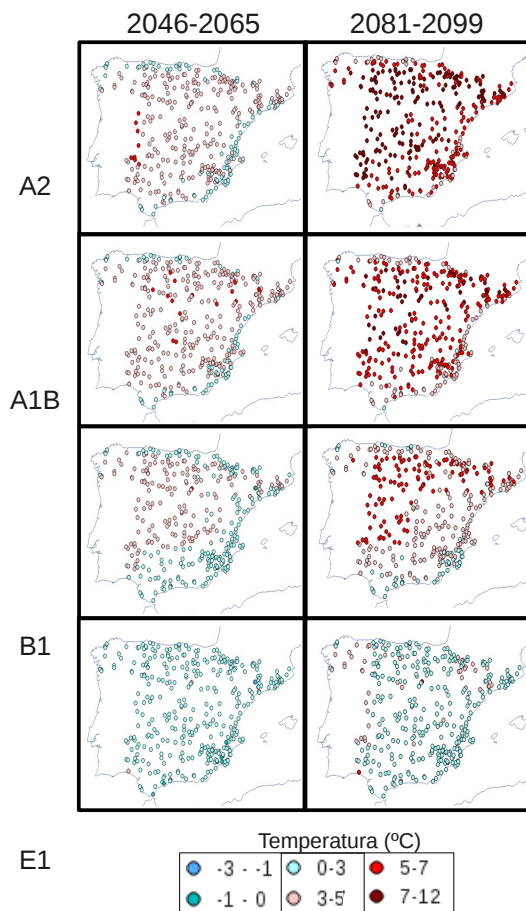 2046-2065 2081-2099
A2
A1B
B1
E1
Temperatura (ºC)
-3 - -1 0-3 5-7
-1 - 0 3-5' 7-12